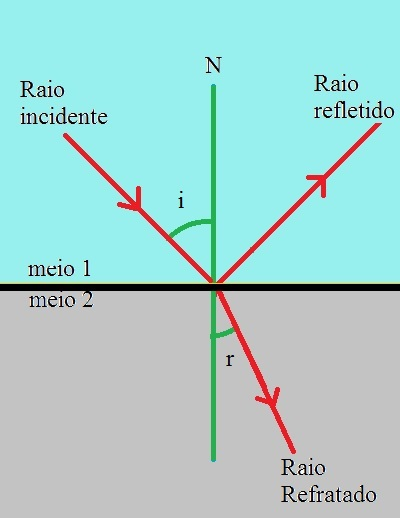 N
Raio
incidente
Raio
refletido
i
meio 1
meio 2
r
Raio
Refratado